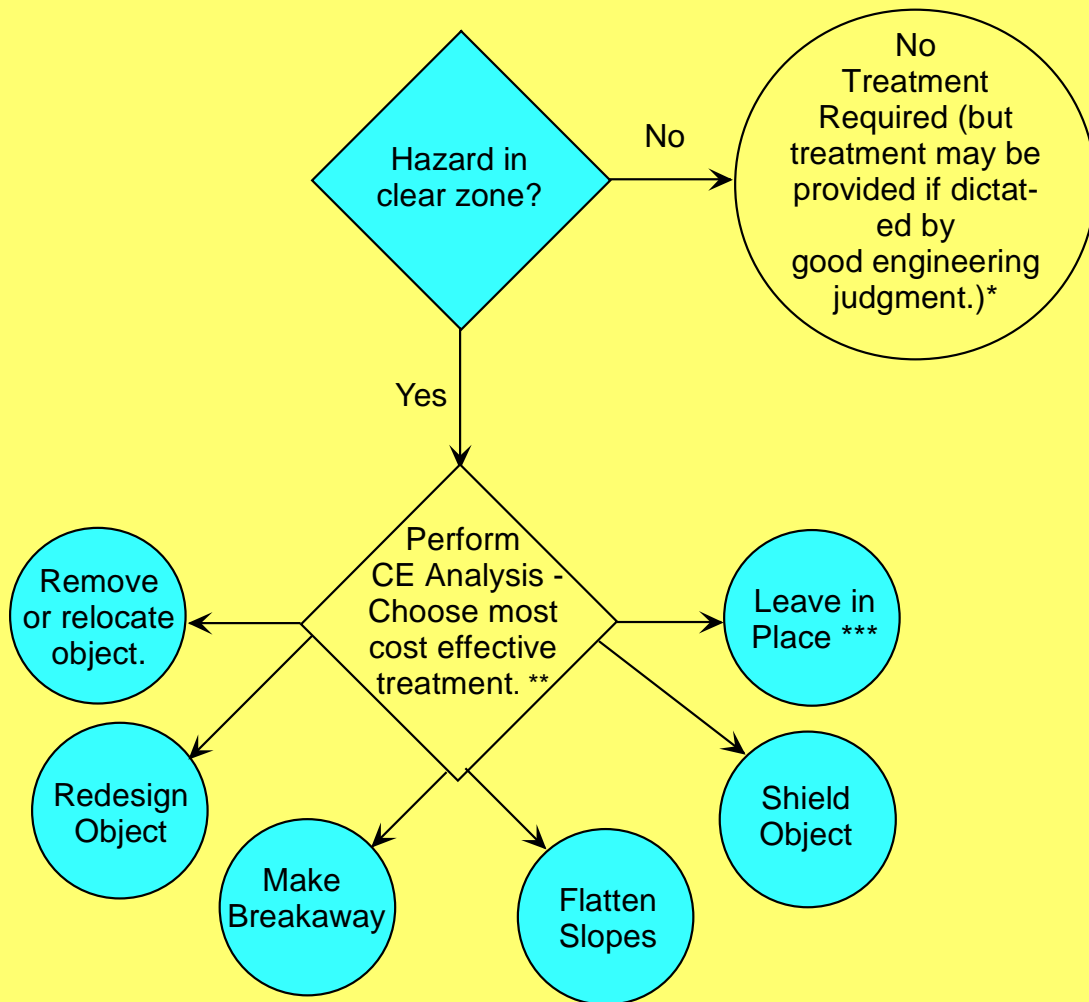 Hazard in
clear zone?
No
No
Treatment
Required (but
treatment may be
provided if dictat-
ed by
good engineering
judgment.)*
Yes
Perform
CE Analysis -
Choose most
cost effective
treatment. **
Remove
or relocate
object.
Redesign
Object
Make
Breakaway
Flatten
Slopes
Shield
Object
Leave in
Place ***